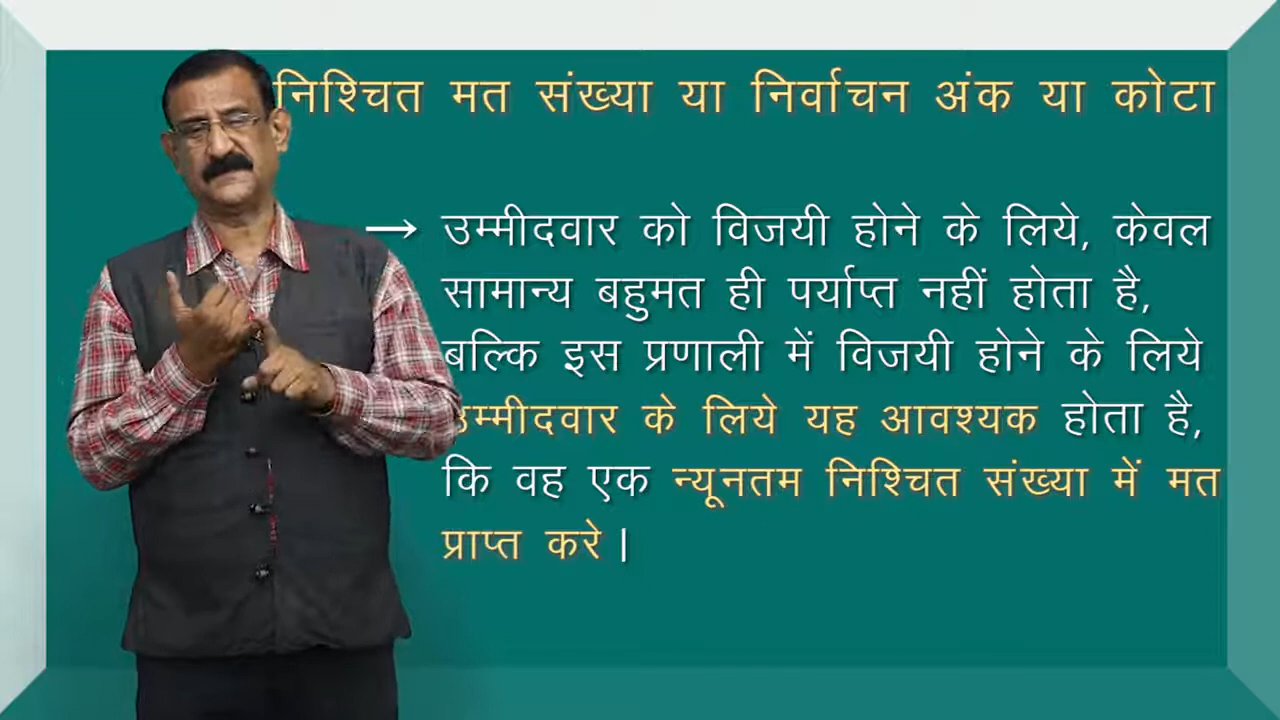 निश्चित मत संख्या या निर्वाचन अंक या कोटा
→ उम्मीदवार को विजयी होने के लिये, केवल
सामान्य बहुमत ही पर्याप्त नहीं होता है,
बल्कि इस प्रणाली में विजयी होने के लिये
उम्मीदवार के लिये यह आवश्यक होता है,
कि वह एक न्यूनतम निश्चित संख्या में मत
प्राप्त करे।